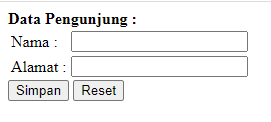 Data Pengunjung :
Nama :
Alamat :
Simpan Reset